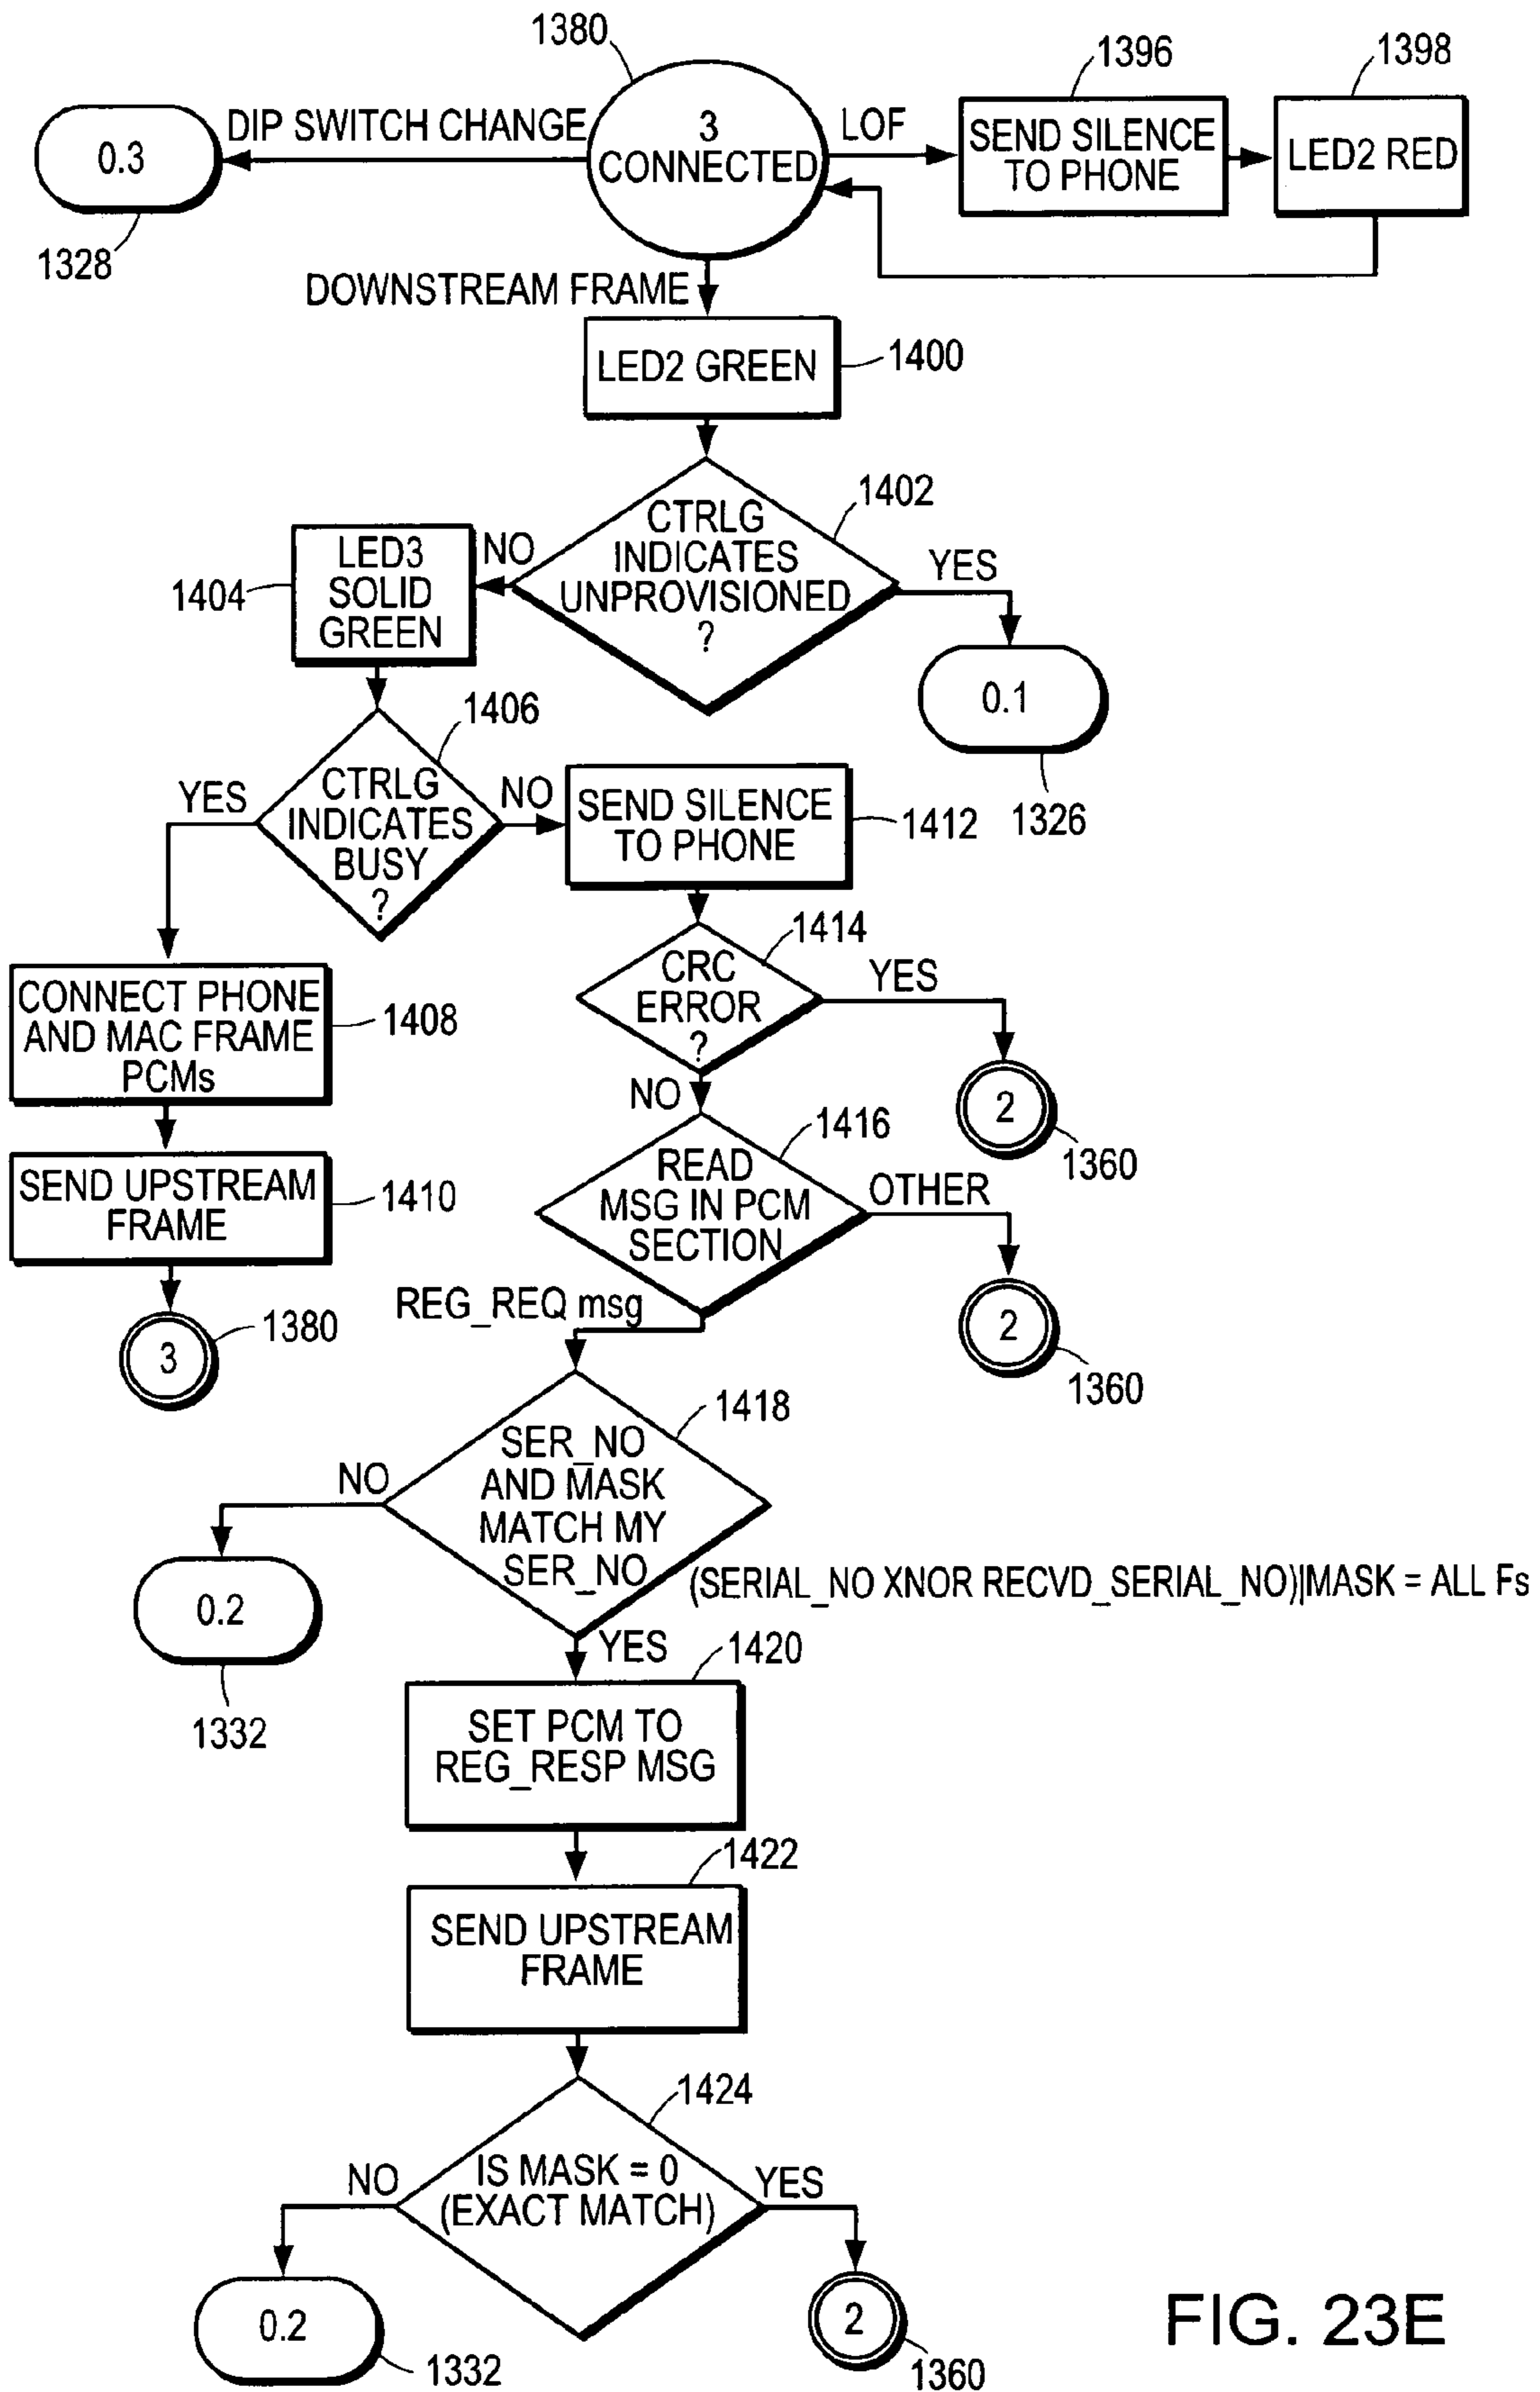 1380
1396
1398
DIP SWITCH CHANGE
0.3
1328
3
CONNECTED
LOF
SEND SILENCE
TO PHONE
LED2 RED
DOWNSTREAM FRAME
LED2 GREEN
1400
1402
CTRLG
INDICATES
UNPROVISIONED
?
NO
YES
LED3
SOLID
GREEN
1404
0.1
1326
1406
CTRLG
INDICATES
BUSY
?
YES
NO
SEND SILENCE
TO PHONE
1412
1414
CRC
ERROR
?
YES
NO
2
1360
CONNECT PHONE
AND MAC FRAME
PCMs
1408
SEND UPSTREAM
FRAME
1410
3
1380
1416
READ
MSG IN PCM
SECTION
OTHER
2
1360
REG_REQ msg
1418
SER_NO
AND MASK
MATCH MY
SER_NO
NO
0.2
1332
(SERIAL_NO XNOR RECVD_SERIAL_NO)|MASK = ALL Fs
YES
1420
SET PCM TO
REG_RESP MSG
1422
SEND UPSTREAM
FRAME
1424
IS MASK = 0
(EXACT MATCH)
NO
YES
0.2
1332
2
1360
FIG. 23E